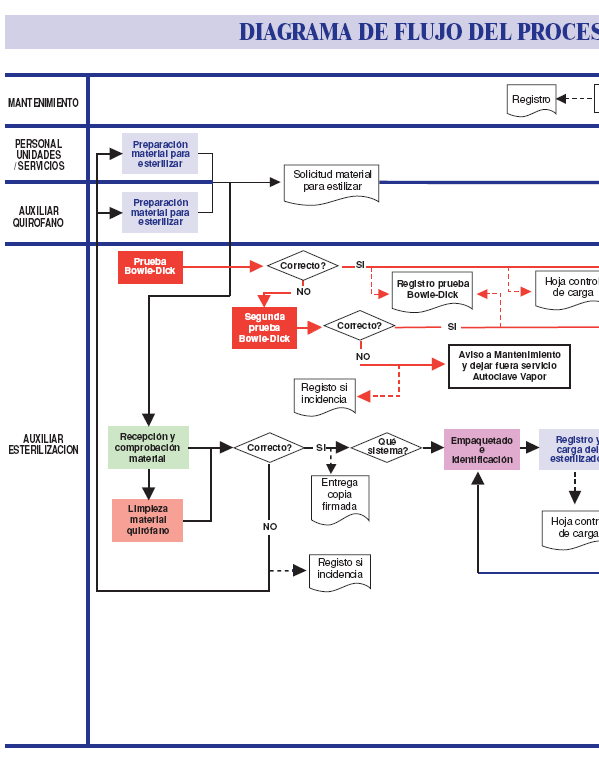 DIAGRAMA DE FLUJO DEL PROCES
MANTENIMIENTO
Registro
PERSONAL
UNIDADES
/SERVICIOS
Preparación
material para
esterilizar
Solicitud material
para estilizar
AUXILIAR
QUIROFANO
Preparación
material para
esterilizar
Prueba
Bowie-Dick
Correcto?
SI
NO
Registro prueba
Bowie-Dick
Hoja control
de carga
Segunda
prueba
Bowie-Dick
Correcto?
SI
NO
Aviso a Mantenimiento
y dejar fuera servicio
Autoclave Vapor
Registo si
incidencia
AUXILIAR
ESTERILIZACION
Recepción y
comprobación
material
Correcto?
SI
Qué
sistema?
Empaquetado
e
identificación
Registro y
carga del
esterilizado
Entrega
copia
firmada
Limpieza
material
quirófano
NO
Hoja contr
de carga
Registo si
incidencia